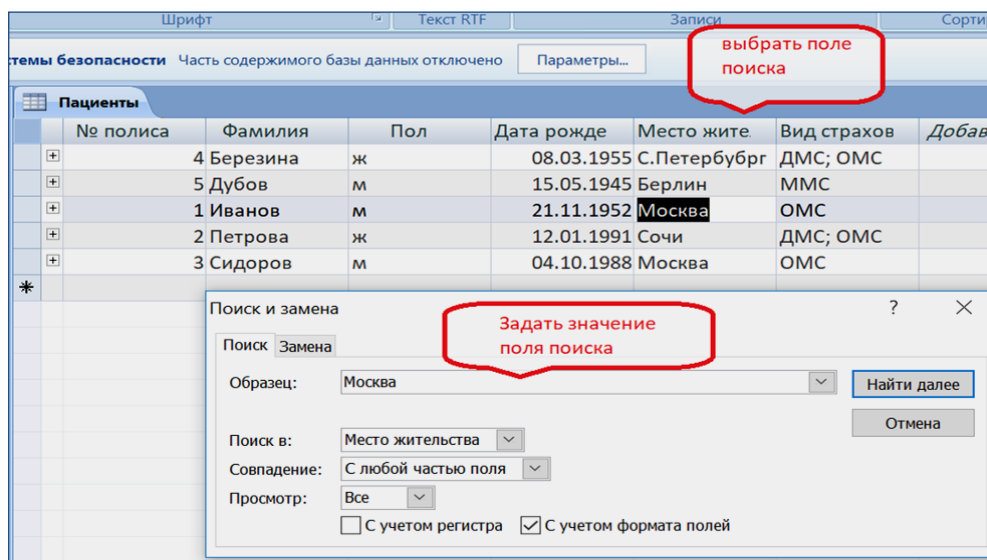 Шрифт Текст RTF Записи
темы безопасности Часть содержимого базы данных отключено Параметры...
выбрать поле
поиска
Пациенты
№ полиса Фамилия Пол Дата рожде Место жите Вид страхов Добав
4 Березина ж 08.03.1955 С.Петербубрг ДМС; ОМС
5 Дубов м 15.05.1945 Берлин ММС
1 Иванов м 21.11.1952 Москва ОМС
2 Петрова ж 12.01.1991 Сочи ДМС; ОМС
3 Сидоров м 04.10.1988 Москва ОМС
Поиск и замена
Задать значение
поля поиска
Поиск Замена
Образец: Москва Найти далее
Отмена
Поиск в: Место жительства
Совпадение: С любой частью поля
Просмотр: Все
С учетом регистра С учетом формата полей